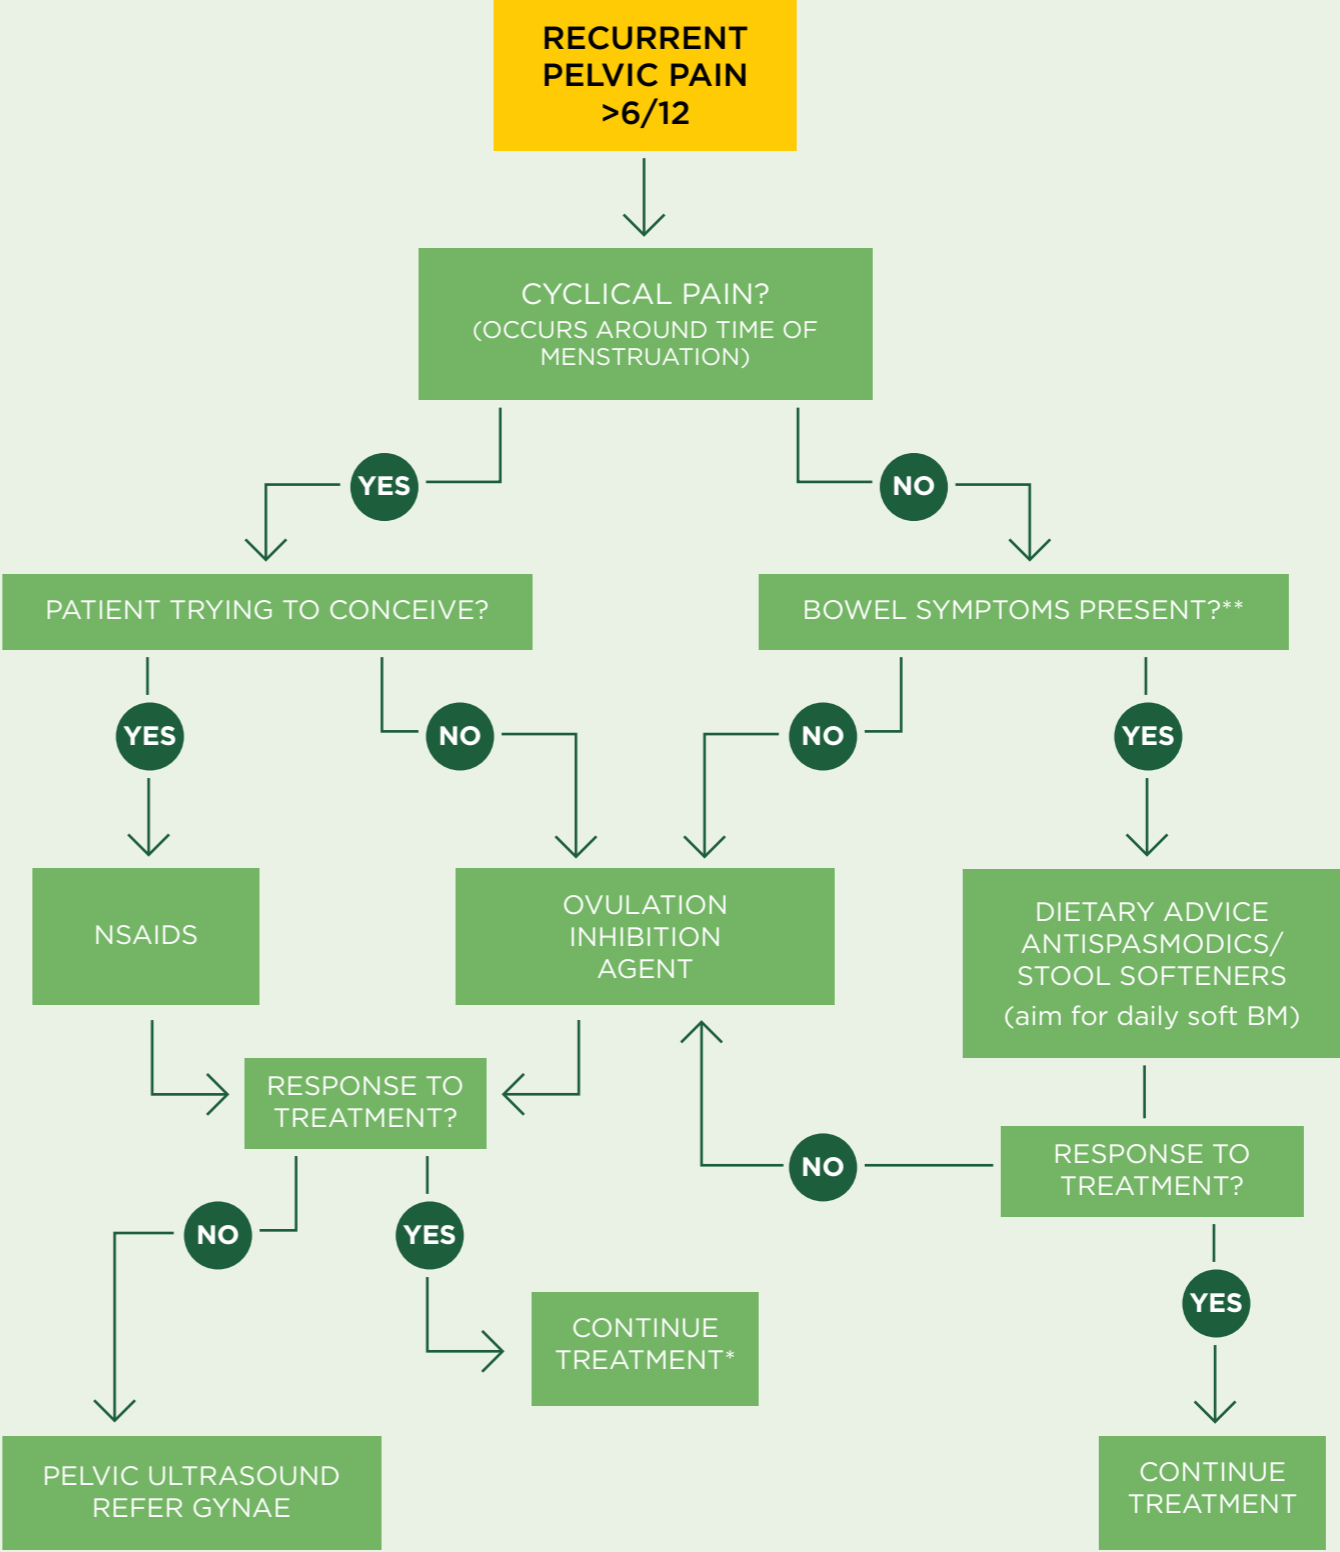 RECURRENT
PELVIC PAIN
>6/12
CYCLICAL PAIN?
(OCCURS AROUND TIME OF
MENSTRUATION)
YES
NO
PATIENT TRYING TO CONCEIVE?
BOWEL SYMPTOMS PRESENT?**
YES
NO
NO
YES
NSAIDS
OVULATION
INHIBITION
AGENT
DIETARY ADVICE
ANTISPASMODICS/
STOOL SOFTENERS
(aim for daily soft BM)
RESPONSE TO
TREATMENT?
NO
RESPONSE TO
TREATMENT?
NO
YES
YES
CONTINUE
TREATMENT*
PELVIC ULTRASOUND
REFER GYNAE
CONTINUE
TREATMENT